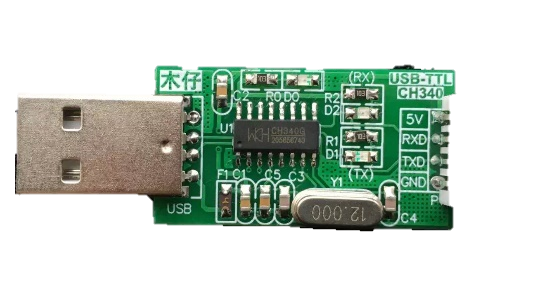 木仔
(RX)
USB-TTL
CH340
C2
R0 D0
R2
D2
5V
U1
WCH
CH340G
R1
RXD
D1
TXD
(TX)
F1 C1 C5 C3
Y1
GND
USB
12.000
C4
P